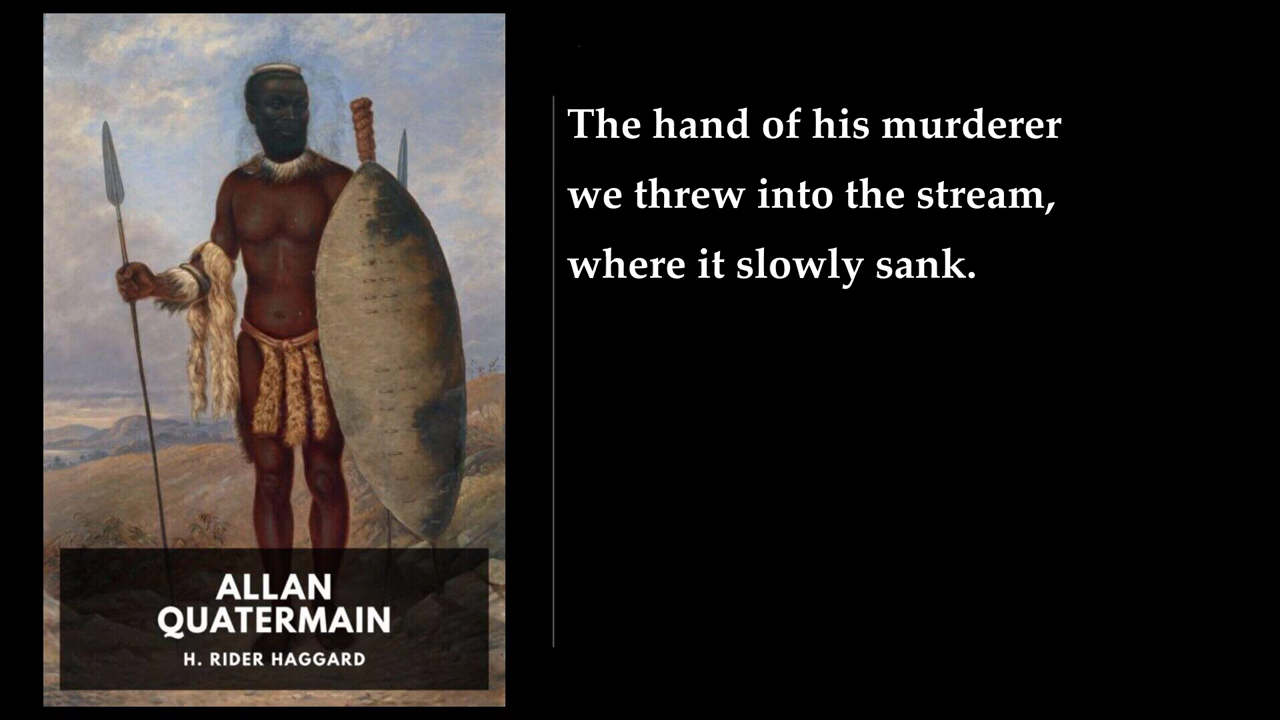 ALLAN
QUATERMAIN
H. RIDER HAGGARD
The hand of his murderer
we threw into the stream,
where it slowly sank.